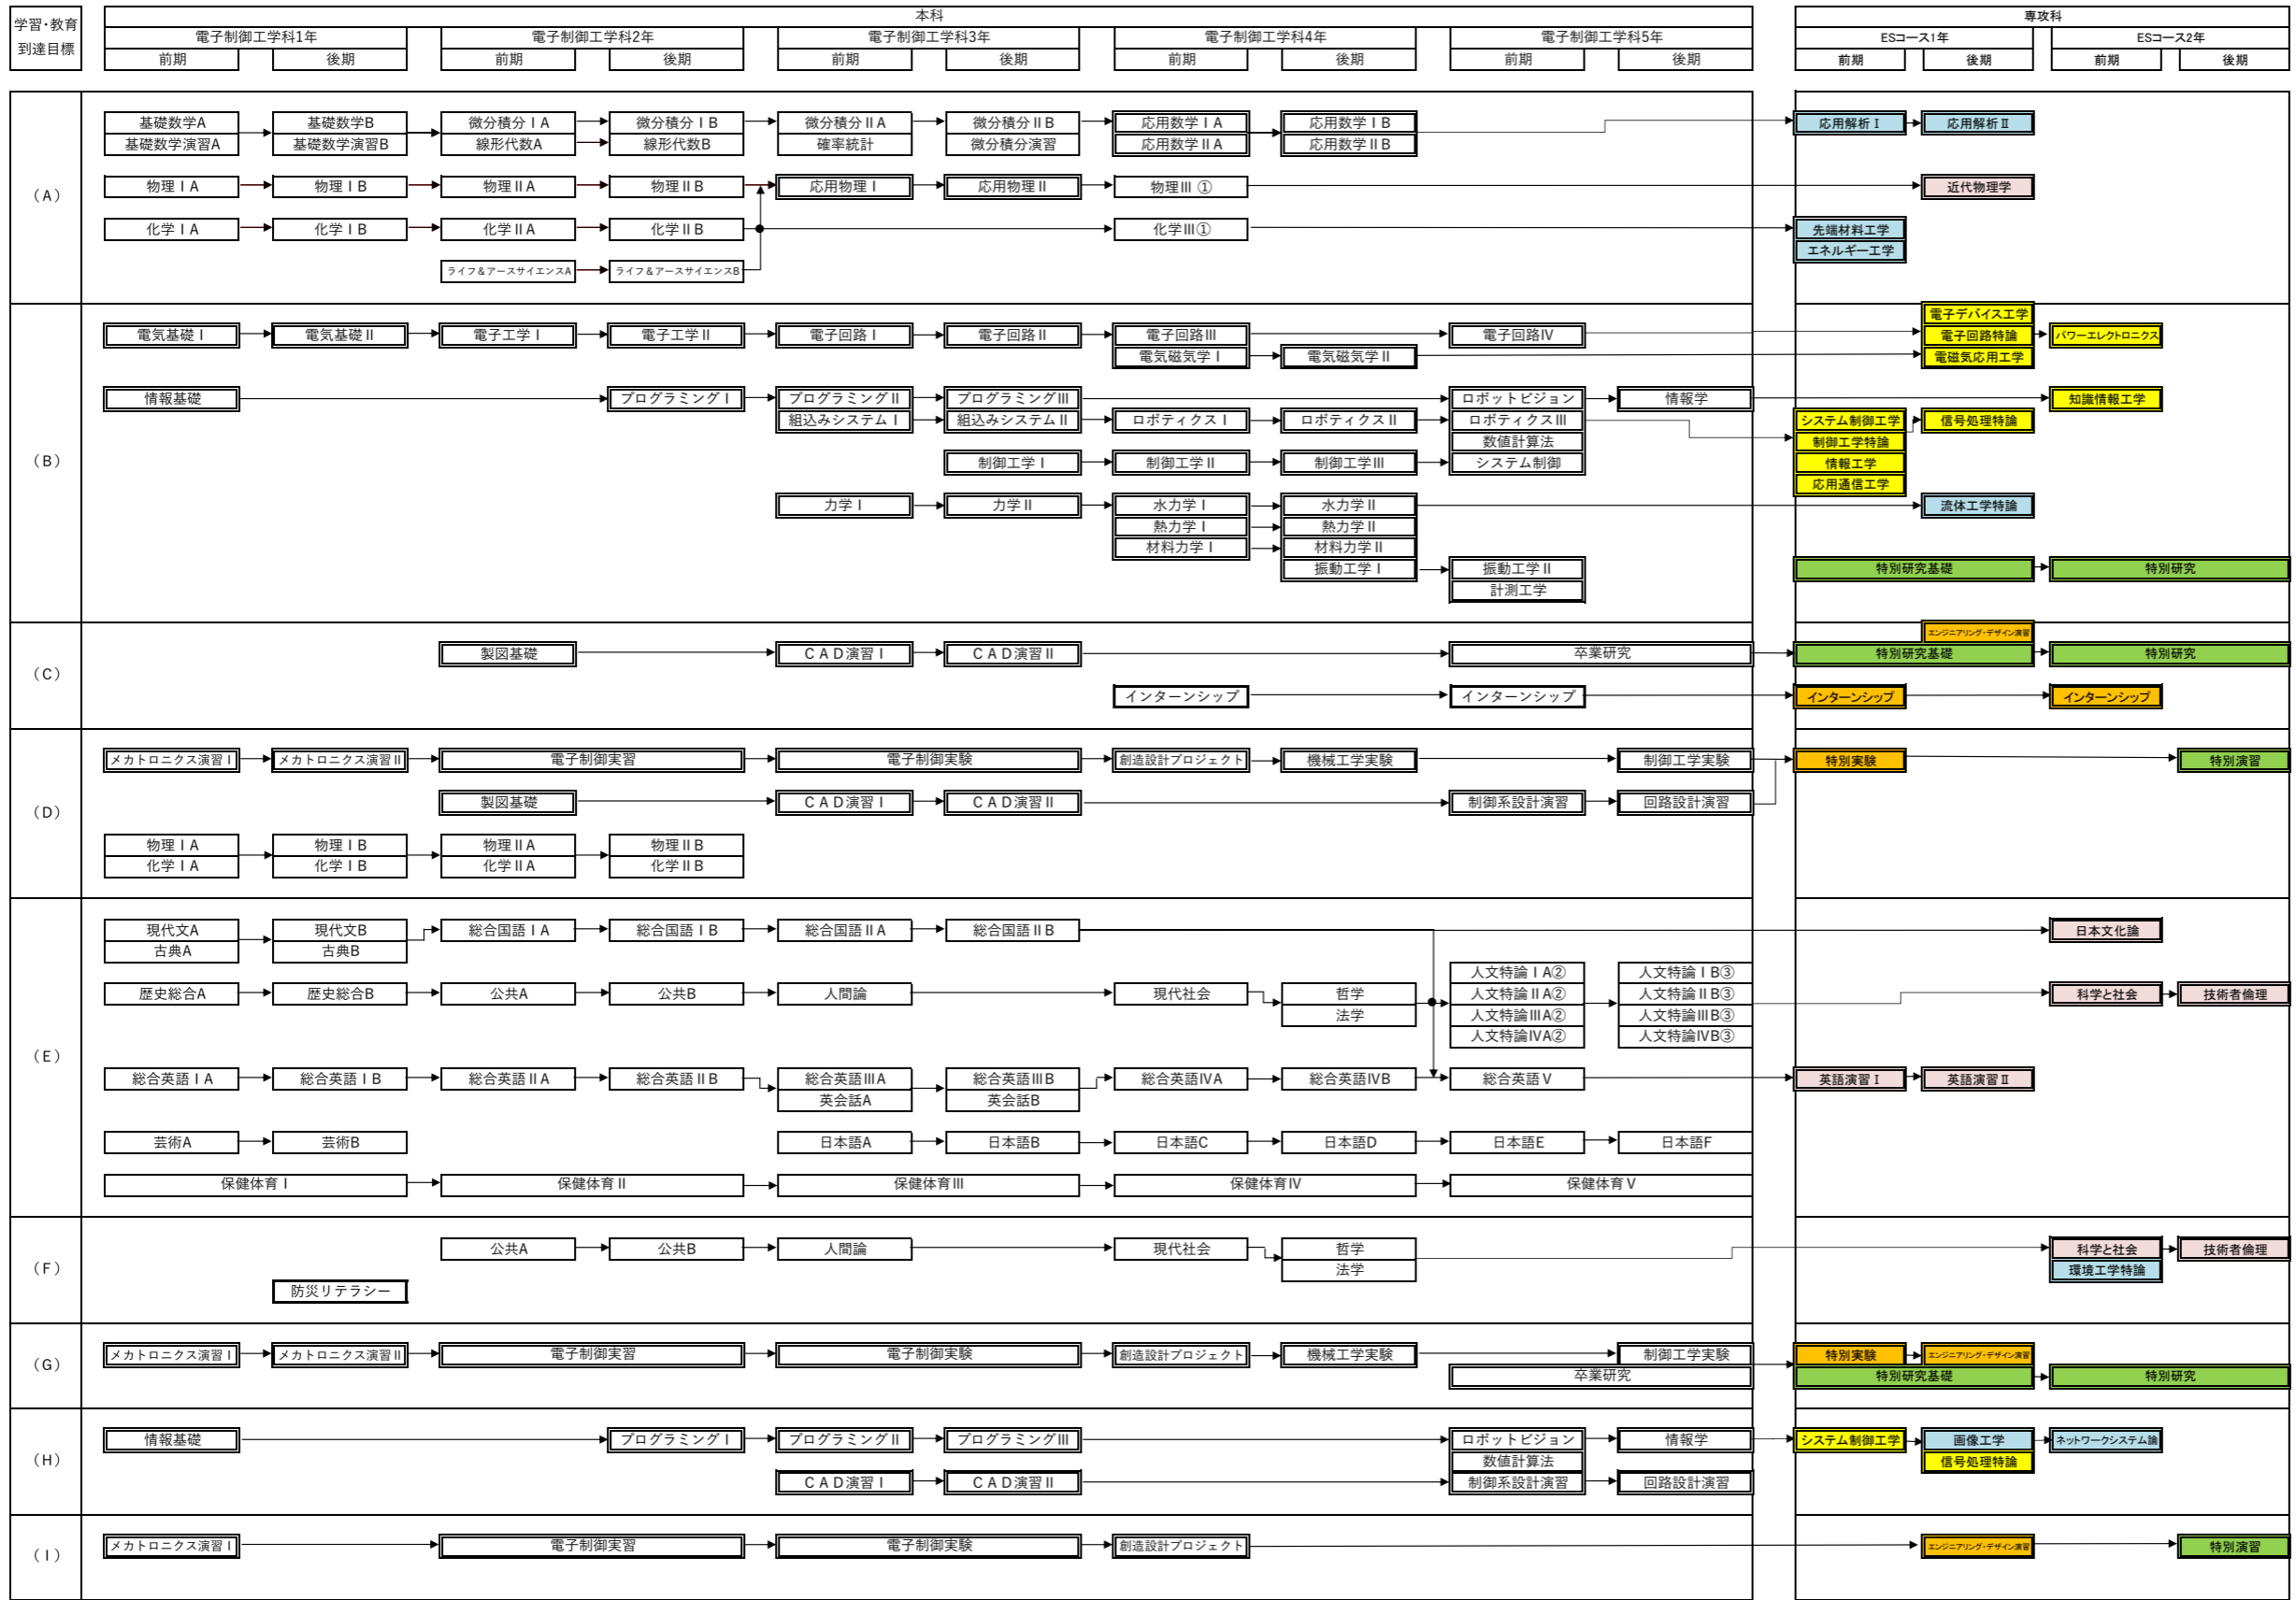 学習・教育
到達目標
本科
専攻科
電子制御工学科1年 電子制御工学科2年 電子制御工学科3年 電子制御工学科4年 電子制御工学科5年 ESコース1年 ESコース2年
前期 後期 前期 後期 前期 後期 前期 後期 前期 後期 前期 後期 前期 後期
（A）
基礎数学A 基礎数学B 微分積分ⅠA 微分積分ⅠB 微分積分ⅡA 微分積分ⅡB 応用数学ⅠA 応用数学ⅠB 応用解析Ⅰ 応用解析Ⅱ
基礎数学演習A 基礎数学演習B 線形代数A 線形代数B 確率統計 微分積分演習 応用数学ⅡA 応用数学ⅡB
物理ⅠA 物理ⅠB 物理ⅡA 物理ⅡB 応用物理Ⅰ 応用物理Ⅱ 物理Ⅲ① 近代物理学
化学ⅠA 化学ⅠB 化学ⅡA 化学ⅡB 化学Ⅲ① 先端材料工学
エネルギー工学
ライフ&アースサイエンスA ライフ&アースサイエンスB
（B）
電子デバイス工学
電気基礎Ⅰ 電気基礎Ⅱ 電子工学Ⅰ 電子工学Ⅱ 電子回路Ⅰ 電子回路Ⅱ 電子回路Ⅲ 電子回路Ⅳ 電子回路特論 パワーエレクトロニクス
電気磁気学Ⅰ 電気磁気学Ⅱ 電磁気応用工学
情報基礎 プログラミングⅠ プログラミングⅡ プログラミングⅢ ロボットビジョン 情報学 知識情報工学
組込みシステムⅠ 組込みシステムⅡ ロボティクスⅠ ロボティクスⅡ ロボティクスⅢ システム制御工学 信号処理特論
数値計算法 制御工学特論
制御工学Ⅰ 制御工学Ⅱ 制御工学Ⅲ システム制御 情報工学
応用通信工学
力学Ⅰ 力学Ⅱ 水力学Ⅰ 水力学Ⅱ 流体工学特論
熱力学Ⅰ 熱力学Ⅱ
材料力学Ⅰ 材料力学Ⅱ
振動工学Ⅰ 振動工学Ⅱ 特別研究基礎 特別研究
計測工学
（C）
エンジニアリング・デザイン演習
製図基礎 ＣＡＤ演習Ⅰ ＣＡＤ演習Ⅱ 卒業研究 特別研究基礎 特別研究
インターンシップ インターンシップ インターンシップ インターンシップ
（D）
メカトロニクス演習Ⅰ メカトロニクス演習Ⅱ 電子制御実習 電子制御実験 創造設計プロジェクト 機械工学実験 制御工学実験 特別実験 特別演習
製図基礎 ＣＡＤ演習Ⅰ ＣＡＤ演習Ⅱ 制御系設計演習 回路設計演習
物理ⅠA 物理ⅠB 物理ⅡA 物理ⅡB
化学ⅠA 化学ⅠB 化学ⅡA 化学ⅡB
（E）
現代文A 現代文B 総合国語ⅠA 総合国語ⅠB 総合国語ⅡA 総合国語ⅡB 日本文化論
古典A 古典B
人文特論ⅠA② 人文特論ⅠB③
歴史総合A 歴史総合B 公共A 公共B 人間論 現代社会 哲学 人文特論ⅡA② 人文特論ⅡB③ 科学と社会 技術者倫理
法学 人文特論ⅢA② 人文特論ⅢB③
人文特論ⅣA② 人文特論ⅣB③
総合英語ⅠA 総合英語ⅠB 総合英語ⅡA 総合英語ⅡB 総合英語ⅢA 総合英語ⅢB 総合英語ⅣA 総合英語ⅣB 総合英語Ⅴ 英語演習Ⅰ 英語演習Ⅱ
英会話A 英会話B
芸術A 芸術B 日本語A 日本語B 日本語C 日本語D 日本語E 日本語F
保健体育Ⅰ 保健体育Ⅱ 保健体育Ⅲ 保健体育Ⅳ 保健体育Ⅴ
（F）
公共A 公共B 人間論 現代社会 哲学 科学と社会 技術者倫理
法学 環境工学特論
防災リテラシー
（G）
メカトロニクス演習Ⅰ メカトロニクス演習Ⅱ 電子制御実習 電子制御実験 創造設計プロジェクト 機械工学実験 制御工学実験 特別実験 エンジニアリング・デザイン演習
卒業研究 特別研究基礎 特別研究
（H）
情報基礎 プログラミングⅠ プログラミングⅡ プログラミングⅢ ロボットビジョン 情報学 システム制御工学 画像工学 ネットワークシステム論
数値計算法 信号処理特論
ＣＡＤ演習Ⅰ ＣＡＤ演習Ⅱ 制御系設計演習 回路設計演習
（I）
メカトロニクス演習Ⅰ 電子制御実習 電子制御実験 創造設計プロジェクト エンジニアリング・デザイン演習 特別演習